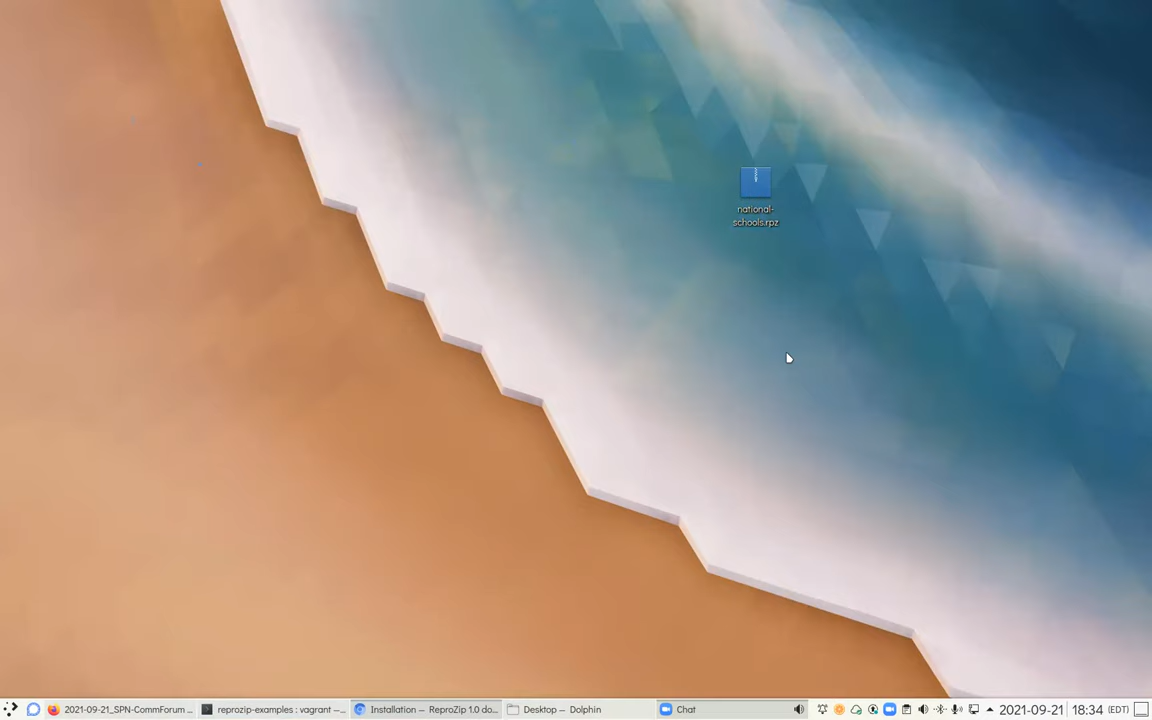 national-
schools.rpz
2021-09-21_SPN-CommForum ...
reprozip-examples : vagrant —...
Installation — ReproZip 1.0 do...
Desktop — Dolphin
Chat
2021-09-21
18:34 (EDT)